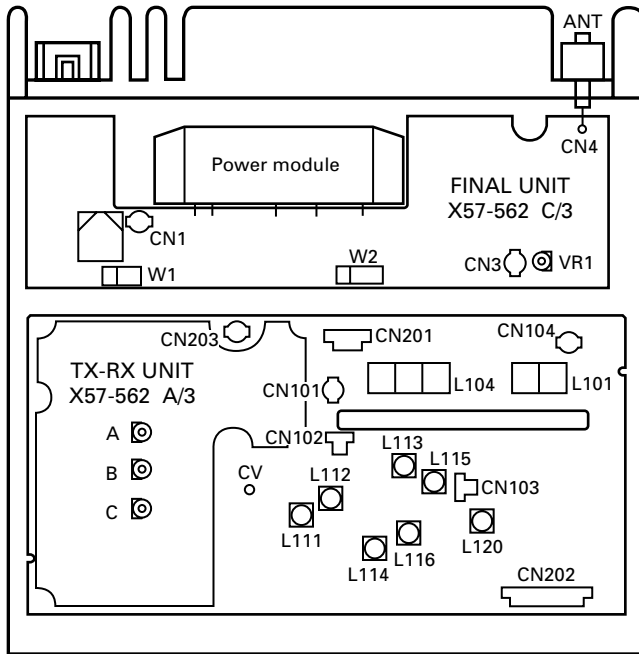 ANT
CN4
Power module
FINAL UNIT
X57-562 C/3
CN1
W1
W2
CN3
VR1
CN203
CN201
CN104
TX-RX UNIT
X57-562 A/3
CN101
L104
L101
A
CN102
L113
L115
B
CV
L112
CN103
C
L111
L116
L120
L114
CN202